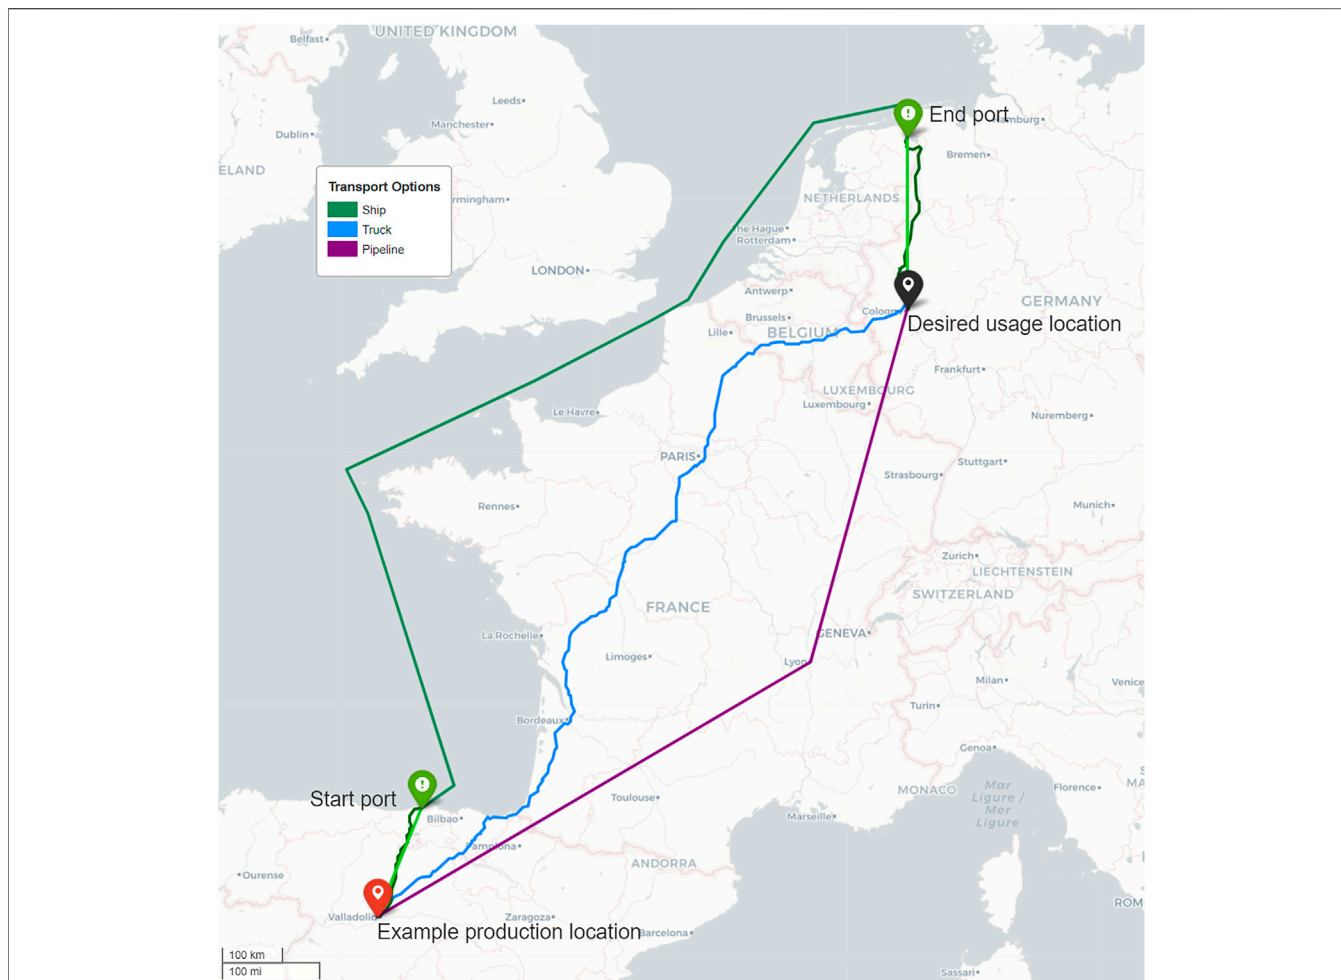 UNITED KINGDOM
Belfast
Leeds
Manchester
Dublin
ELAND
rmingham
Transport Options
Ship
Truck
Pipeline
End port
amburg
Bremen
NETHERLANDS
The Hague
Rotterdam
LONDON
Antwerp
Brussels
Lille
BELGIUM
Cologn
GERMANY
Desired usage location
Frankfurt
LUXEMBOURG
Luxembourg
Le Havre
Nuremberg
PARIS
Stuttgart
Strasbourg
Rennes
Munich
Zurich
LIECHTENSTEIN
SWITZERLAND
FRANCE
La Rochelle
GENEVA
Limoges
Lyon
Milan
Venice
Turin
Bordeaux
Genoa
MONACO
Mar
Ligure /
Mer
Ligure
Florence
MA
Start port
Bilbao
Toulouse
Marseille
Pamplona
ANDORRA
Ourense
Valladolid
Zaragoza
Barcelona
ROM
Example production location
100 km
100 mi
Sassari